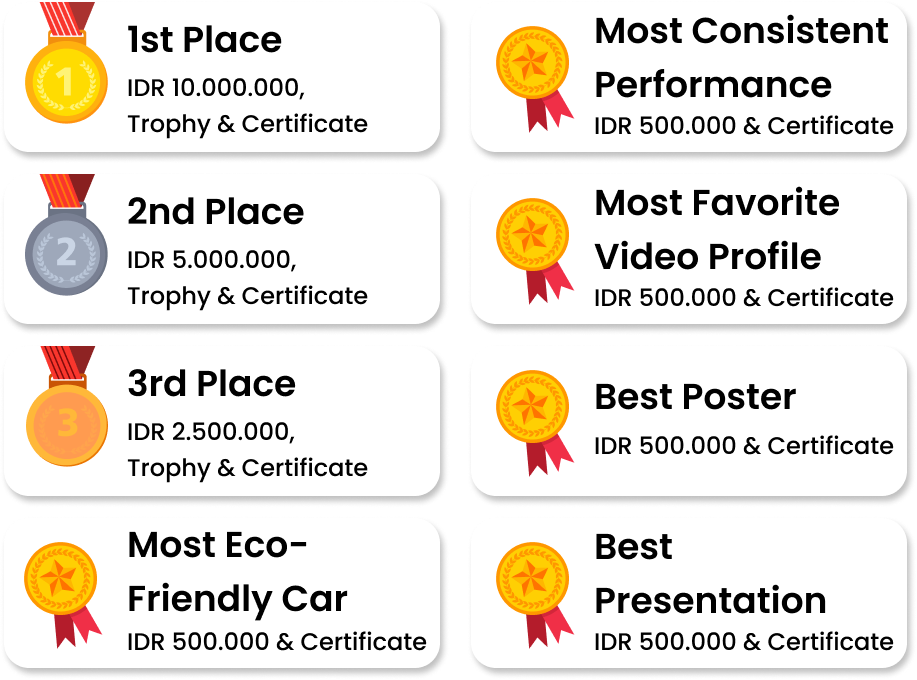 1
1st Place
IDR 10.000.000,
Trophy & Certificate
2
2nd Place
IDR 5.000.000,
Trophy & Certificate
3
3rd Place
IDR 2.500.000,
Trophy & Certificate
Most Eco-
Friendly Car
IDR 500.000 & Certificate
Most Consistent
Performance
IDR 500.000 & Certificate
Most Favorite
Video Profile
IDR 500.000 & Certificate
Best Poster
IDR 500.000 & Certificate
Best
Presentation
IDR 500.000 & Certificate